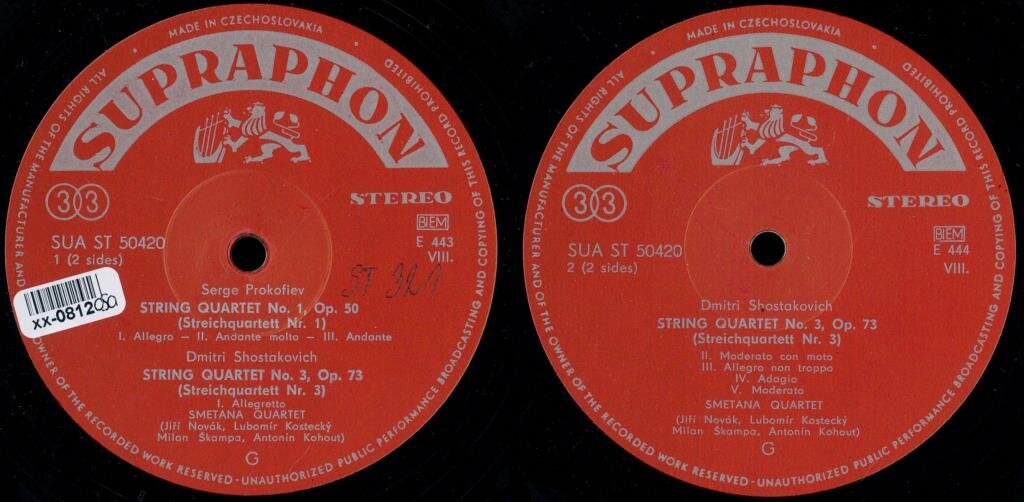 MADE IN CZECHOSLOVAKIA
ALL RIGHTS OF THE MANUFACTURER AND OWNER OF THE RECORDED WORK RESERVED - UNAUTHORIZED PUBLIC PERFORMANCE BROADCASTING AND COPYING OF THIS RECORD PROHIBITED
SUPRAPHON
33
STEREO
BIEM
SUA ST 50420
E 443
1 (2 sides)
VIII.
xx-0812
ST 321
Serge Prokofiev
STRING QUARTET No. 1, Op. 50
(Streichquartett Nr. 1)
I. Allegro — II. Andante molto — III. Andante
Dmitri Shostakovich
STRING QUARTET No. 3, Op. 73
(Streichquartett Nr. 3)
I. Allegretto
SMETANA QUARTET
(Jiří Novák, Lubomír Kostecký
Milan Škampa, Antonín Kohout)
G
MADE IN CZECHOSLOVAKIA
ALL RIGHTS OF THE MANUFACTURER AND OWNER OF THE RECORDED WORK RESERVED - UNAUTHORIZED PUBLIC PERFORMANCE BROADCASTING AND COPYING OF THIS RECORD PROHIBITED
SUPRAPHON
33
STEREO
BIEM
SUA ST 50420
E 444
2 (2 sides)
VIII.
Dmitri Shostakovich
STRING QUARTET No. 3, Op. 73
(Streichquartett Nr. 3)
II. Moderato con moto
III. Allegro non troppo
IV. Adagio
V. Moderato
SMETANA QUARTET
(Jiří Novák, Lubomír Kostecký
Milan Škampa, Antonín Kohout)
G